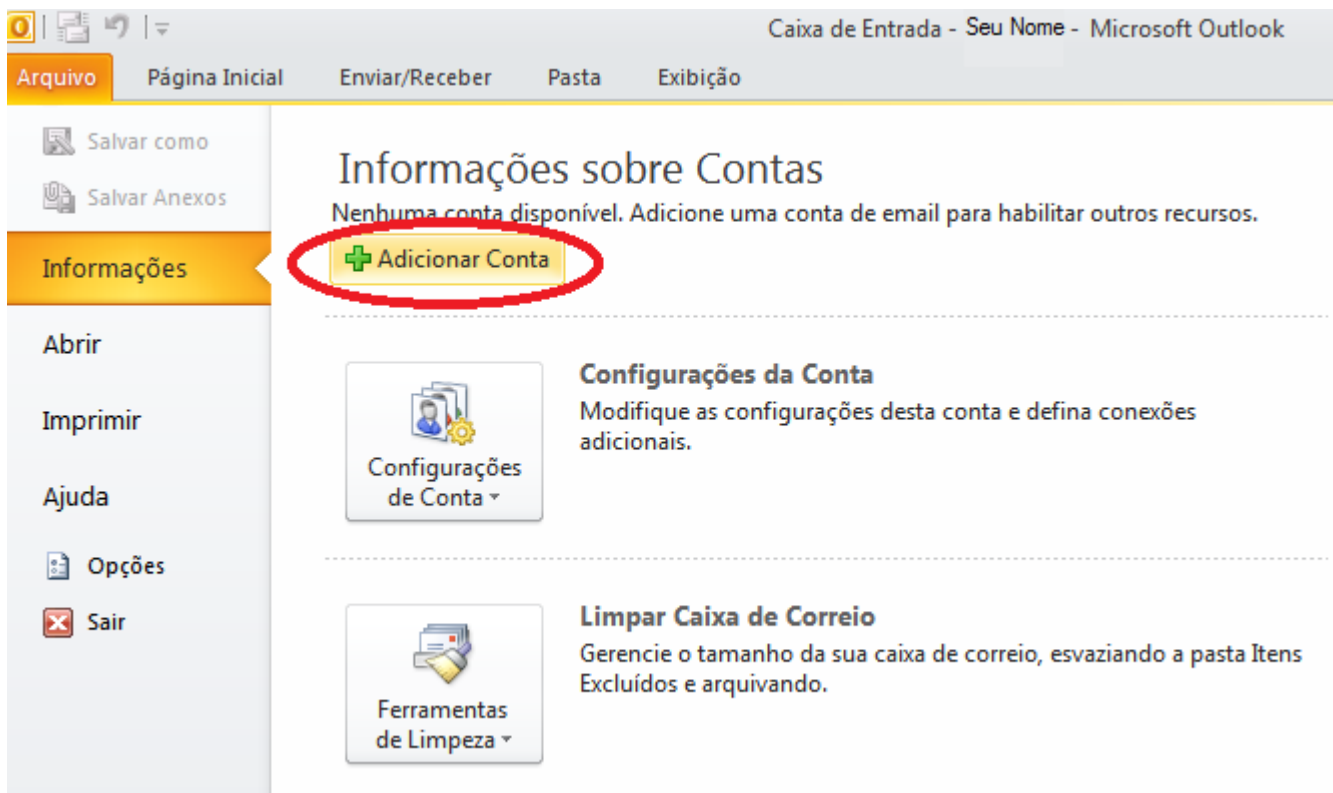 Caixa de Entrada - Seu Nome - Microsoft Outlook
Arquivo Página Inicial Enviar/Receber Pasta Exibição
Salvar como
Salvar Anexos
Informações
Abrir
Imprimir
Ajuda
Opções
Sair
Informações sobre Contas
Nenhuma conta disponível. Adicione uma conta de email para habilitar outros recursos.
Adicionar Conta
Configurações
de Conta
Configurações da Conta
Modifique as configurações desta conta e defina conexões
adicionais.
Ferramentas
de Limpeza
Limpar Caixa de Correio
Gerencie o tamanho da sua caixa de correio, esvaziando a pasta Itens
Excluídos e arquivando.